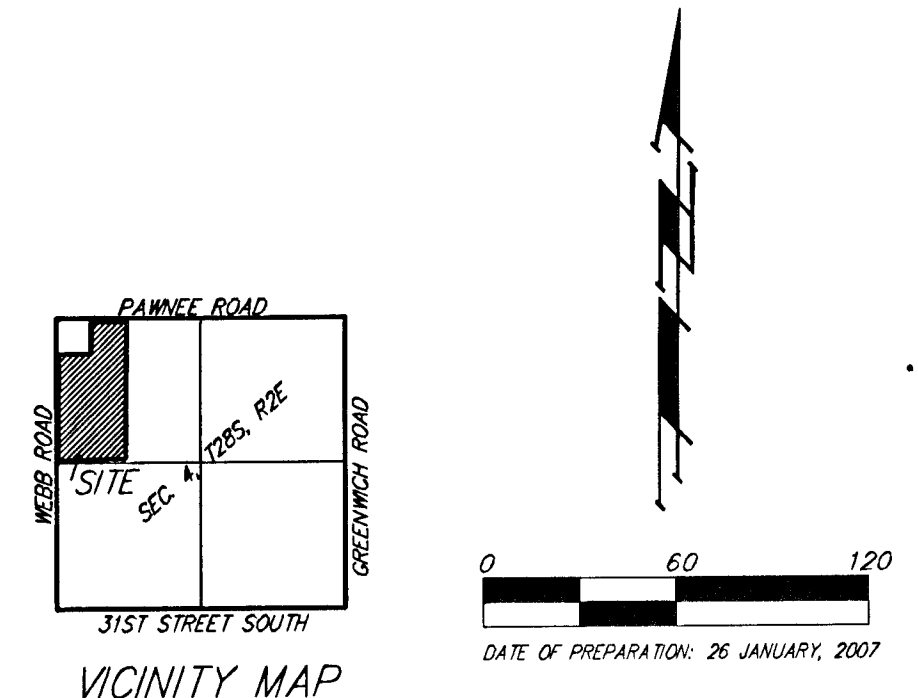 PAWNEE ROAD
WEBB ROAD
SITE
SEC. 4, T28S, R2E
GREENWICH ROAD
31ST STREET SOUTH
VICINITY MAP
0 60 120
DATE OF PREPARATION: 26 JANUARY, 2007